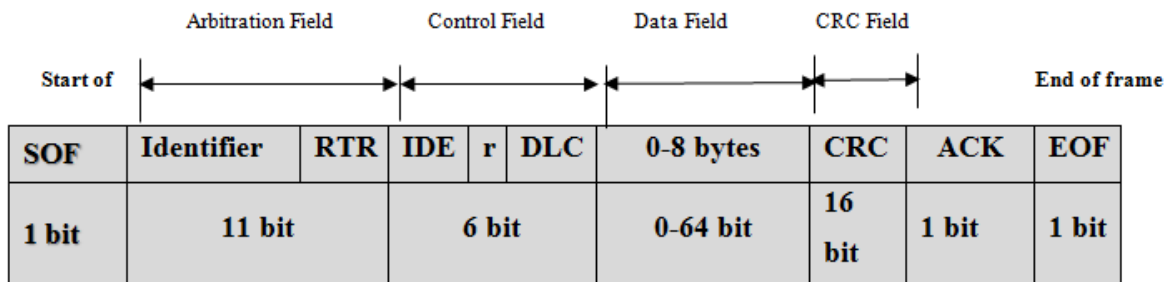 Arbitration Field Control Field Data Field CRC Field
Start of End of frame
SOF Identifier RTR IDE r DLC 0-8 bytes CRC ACK EOF
1 bit 11 bit 6 bit 0-64 bit 16 bit 1 bit 1 bit